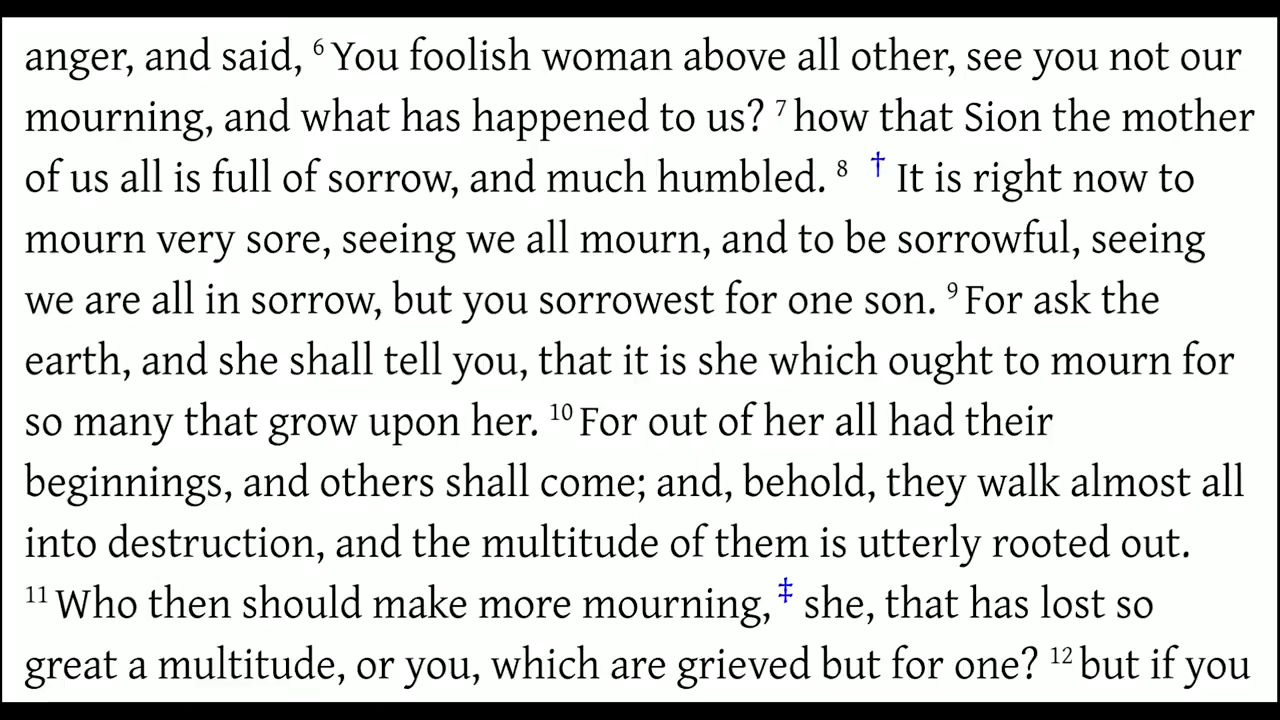 anger, and said, 6 You foolish woman above all other, see you not our
mourning, and what has happened to us? 7 how that Sion the mother
of us all is full of sorrow, and much humbled. 8 † It is right now to
mourn very sore, seeing we all mourn, and to be sorrowful, seeing
we are all in sorrow, but you sorrowest for one son. 9 For ask the
earth, and she shall tell you, that it is she which ought to mourn for
so many that grow upon her. 10 For out of her all had their
beginnings, and others shall come; and, behold, they walk almost all
into destruction, and the multitude of them is utterly rooted out.
11 Who then should make more mourning, ‡ she, that has lost so
great a multitude, or you, which are grieved but for one? 12 but if you